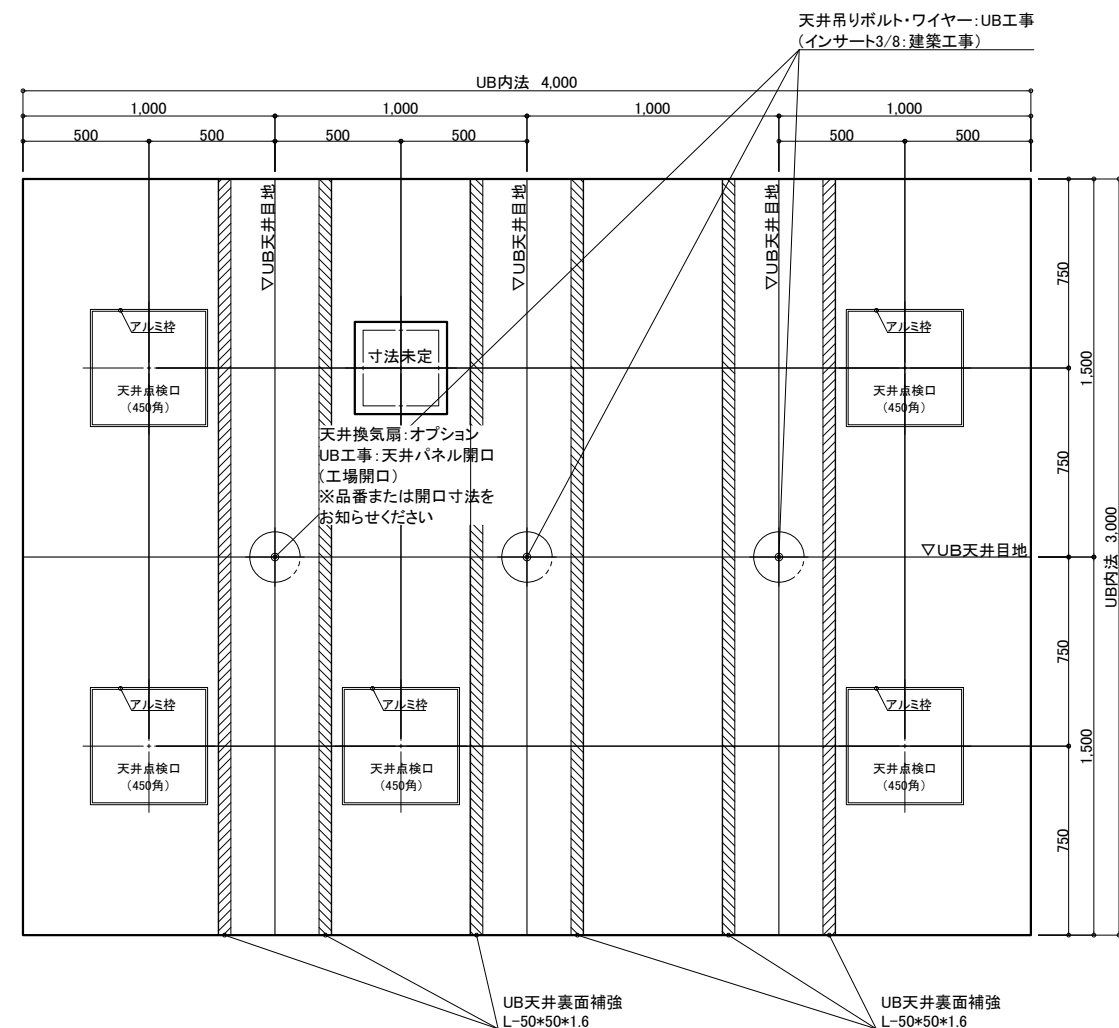 天井吊りボルト・ワイヤー:UB工事
(インサート3/8:建築工事)
UB内法 4,000
1,000
1,000
1,000
1,000
500
500
500
500
500
500
▽UB天井目地
▽UB天井目地
▽UB天井目地
750
1,500
750
UB内法 3,000
750
1,500
750
アルミ枠
天井点検口
(450角)
寸法未定
アルミ枠
天井点検口
(450角)
天井換気扇:オプション
UB工事:天井パネル開口
(工場開口)
※品番または開口寸法を
お知らせください
▽UB天井目地
アルミ枠
天井点検口
(450角)
アルミ枠
天井点検口
(450角)
アルミ枠
天井点検口
(450角)
UB天井裏面補強
L-50*50*1.6
UB天井裏面補強
L-50*50*1.6